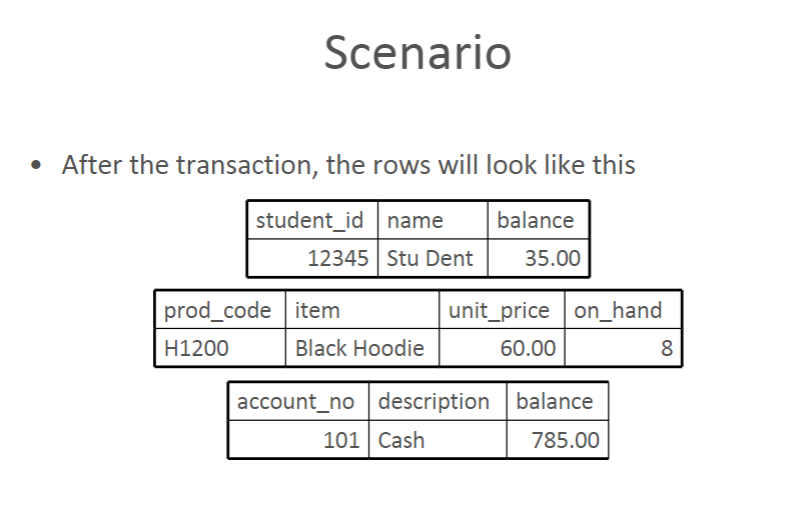 Scenario
• After the transaction, the rows will look like this
student_id name balance
12345 Stu Dent 35.00
prod_code item unit_price on_hand
H1200 Black Hoodie 60.00 8
account_no description balance
101 Cash 785.00